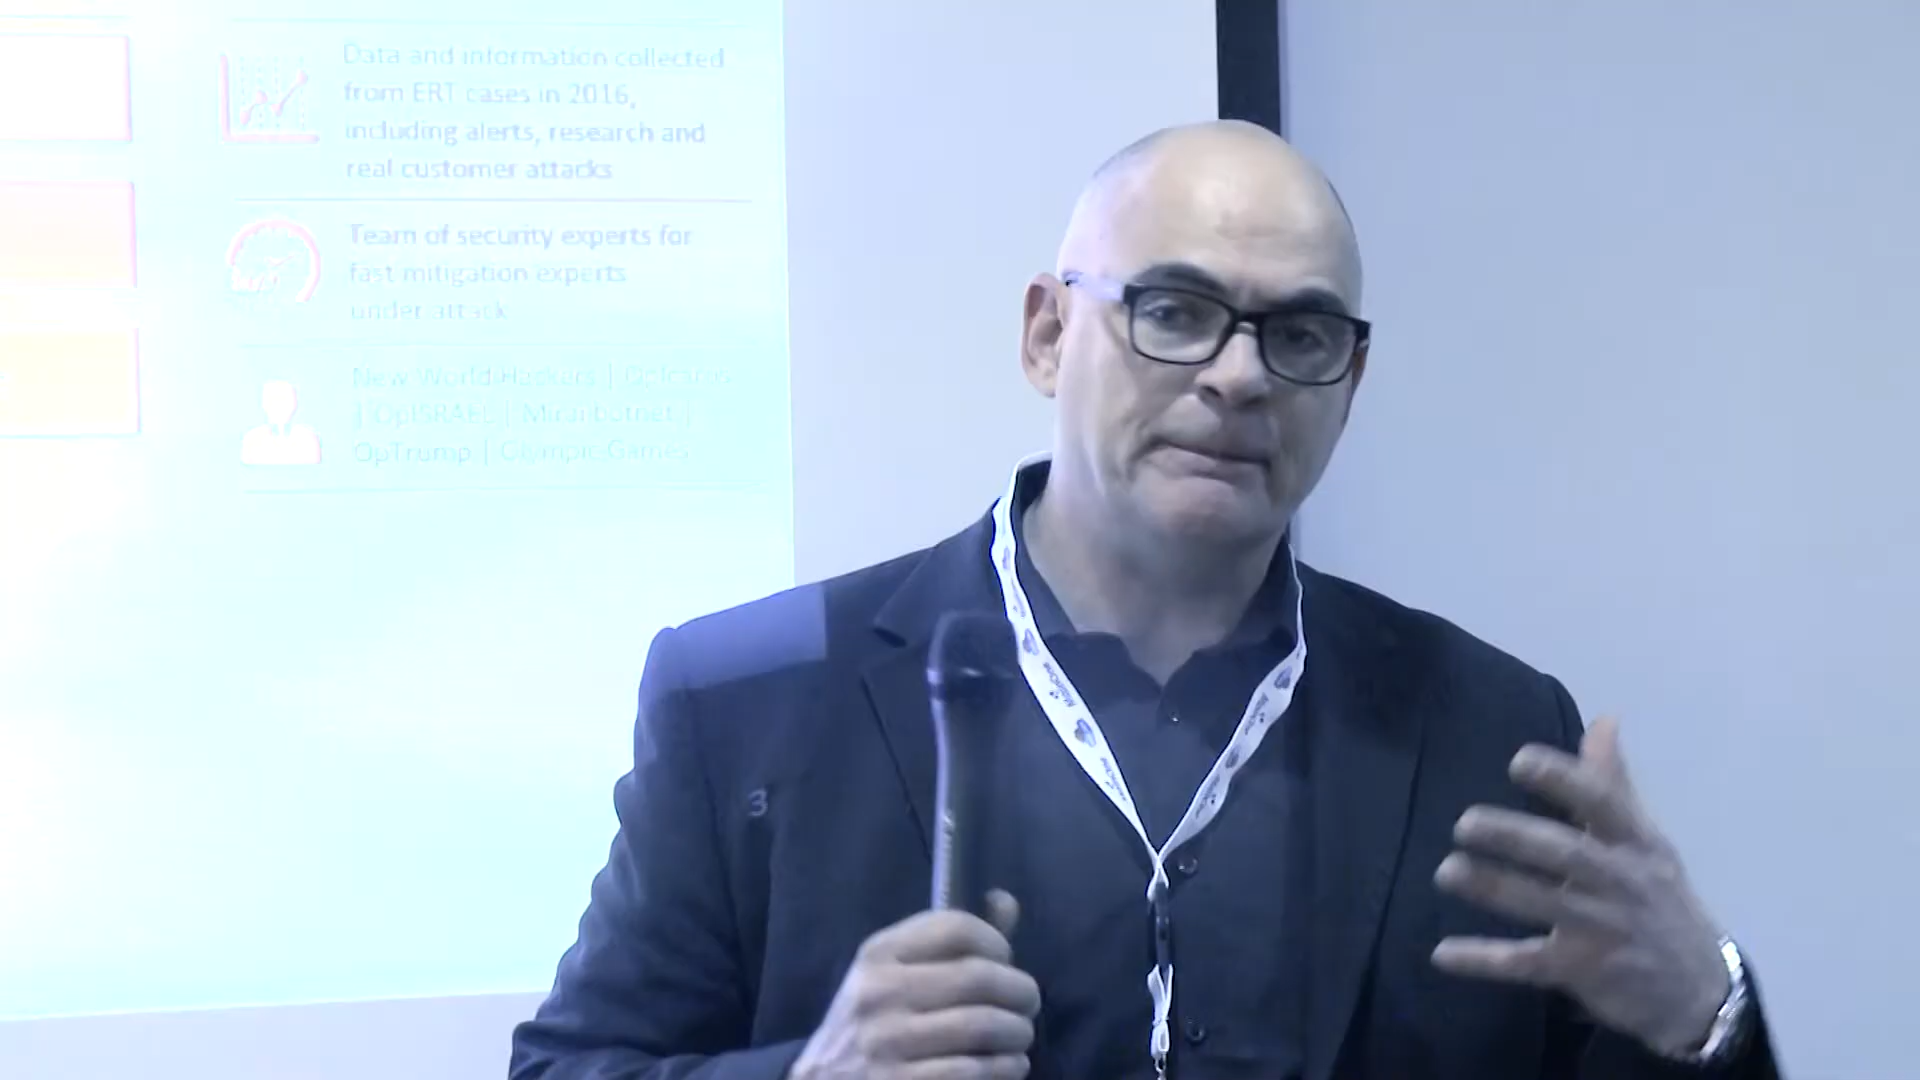 Data and information collected
from ERT cases in 2016,
including alerts, research and
real customer attacks
Team of security experts for
fast mitigation experts
under attack
New World Hackers | OpIcarus
| OpISRAEL | Mirai botnet |
OpTrump | Olympic Games
3